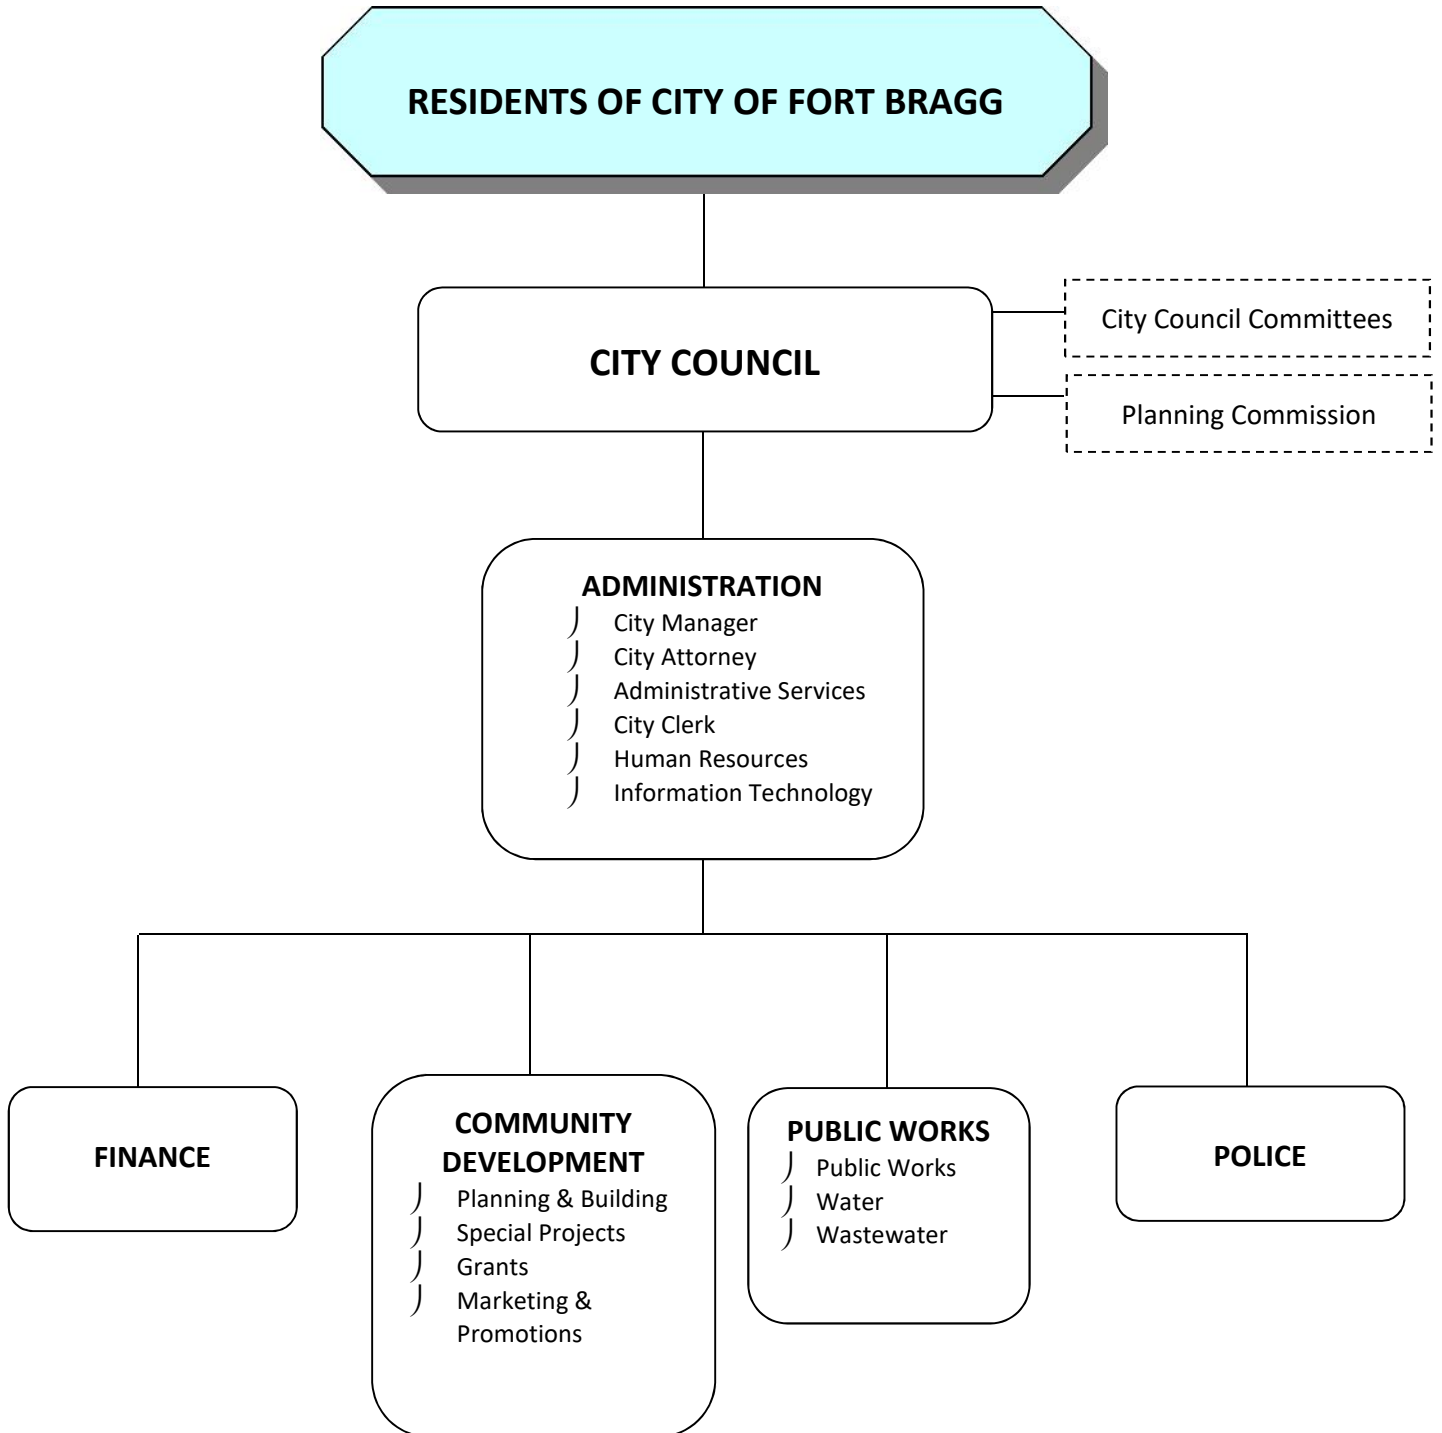 RESIDENTS OF CITY OF FORT BRAGG
CITY COUNCIL
City Council Committees
Planning Commission
ADMINISTRATION
City Manager
City Attorney
Administrative Services
City Clerk
Human Resources
Information Technology
FINANCE
COMMUNITY
DEVELOPMENT
Planning & Building
Special Projects
Grants
Marketing &
Promotions
PUBLIC WORKS
Public Works
Water
Wastewater
POLICE